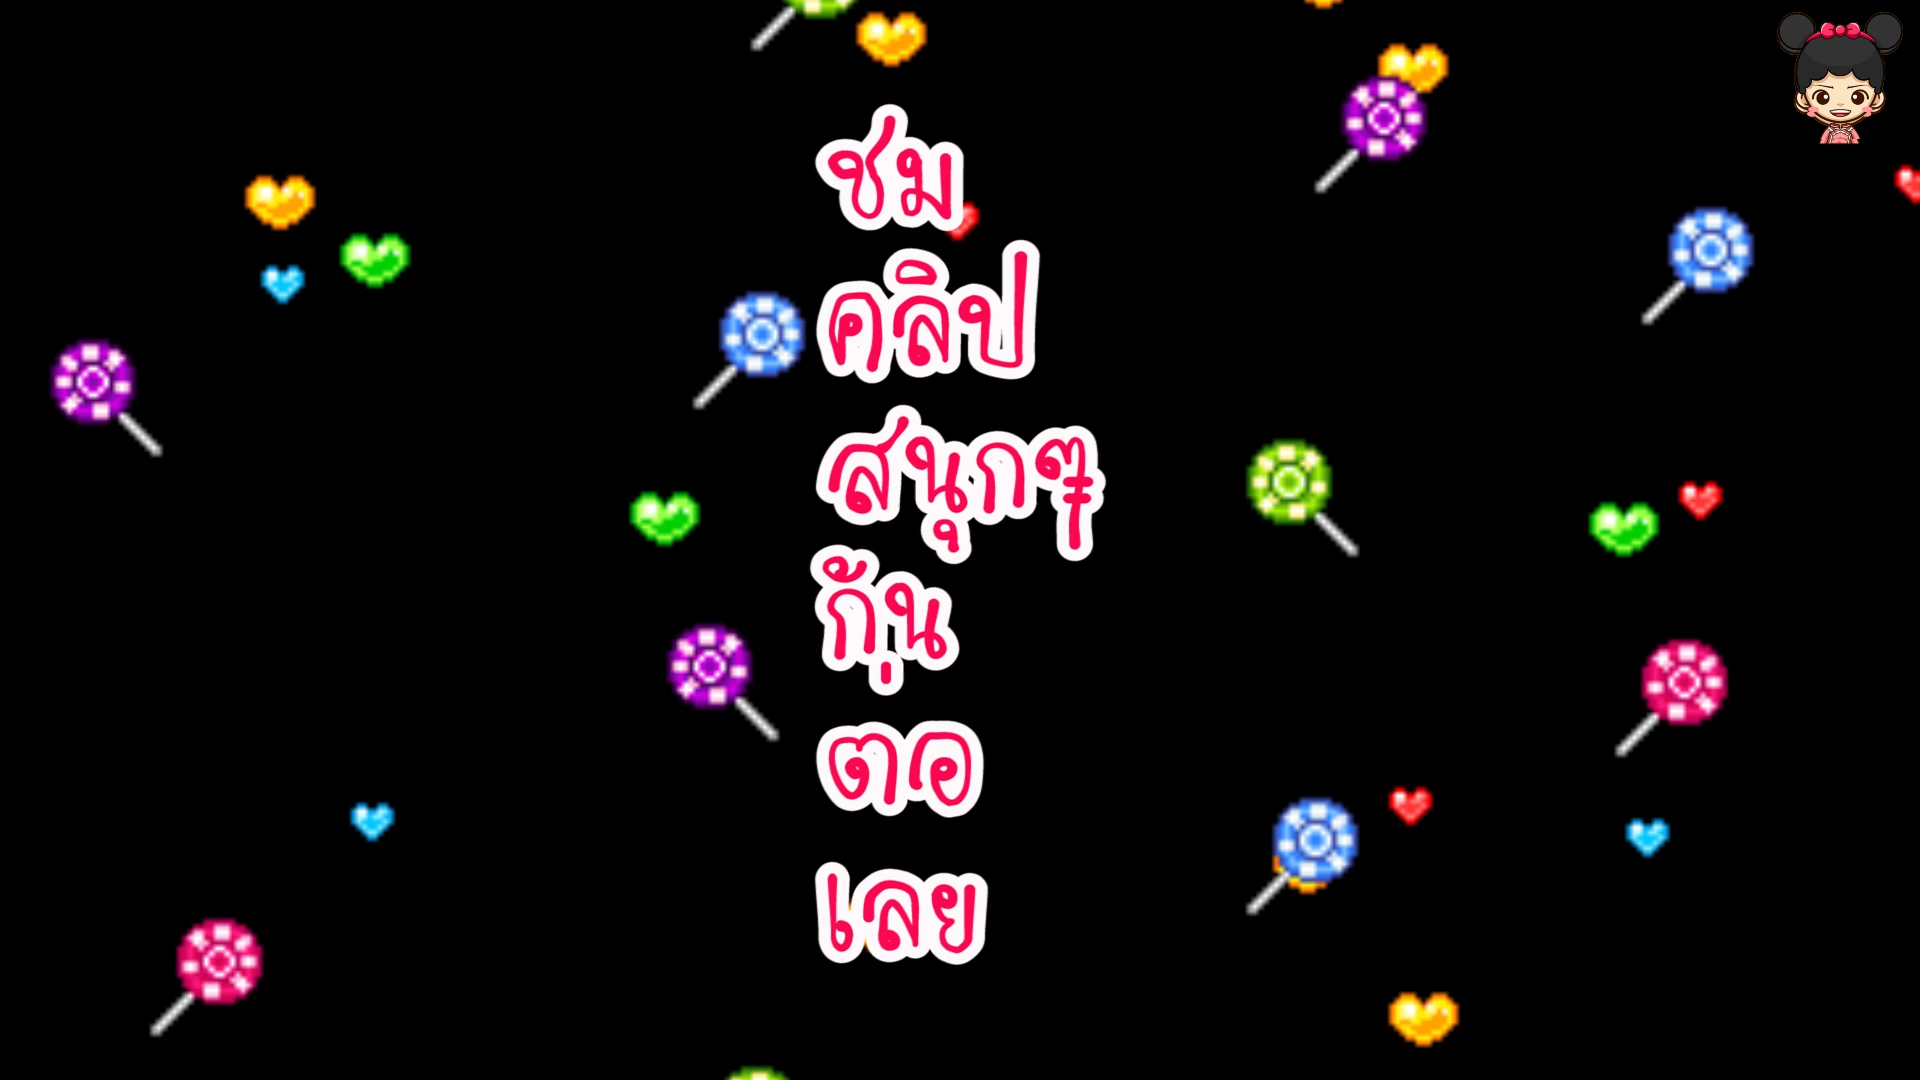 ชม
คลิป
สนุกๆ
กุ้น
ตอ
เลย